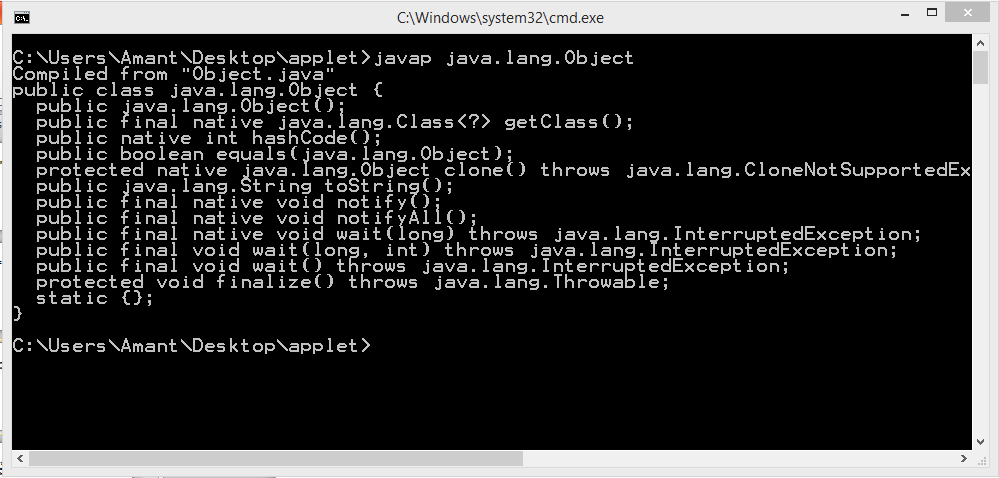 C:\Windows\system32\cmd.exe
C:\Users\Amant\Desktop\applet>javap java.lang.Object
Compiled from "Object.java"
public class java.lang.Object {
  public java.lang.Object();
  public final native java.lang.Class<?> getClass();
  public native int hashCode();
  public boolean equals(java.lang.Object);
  protected native java.lang.Object clone() throws java.lang.CloneNotSupportedEx
  public java.lang.String toString();
  public final native void notify();
  public final native void notifyAll();
  public final native void wait(long) throws java.lang.InterruptedException;
  public final void wait(long, int) throws java.lang.InterruptedException;
  public final void wait() throws java.lang.InterruptedException;
  protected void finalize() throws java.lang.Throwable;
  static {};
}
C:\Users\Amant\Desktop\applet>